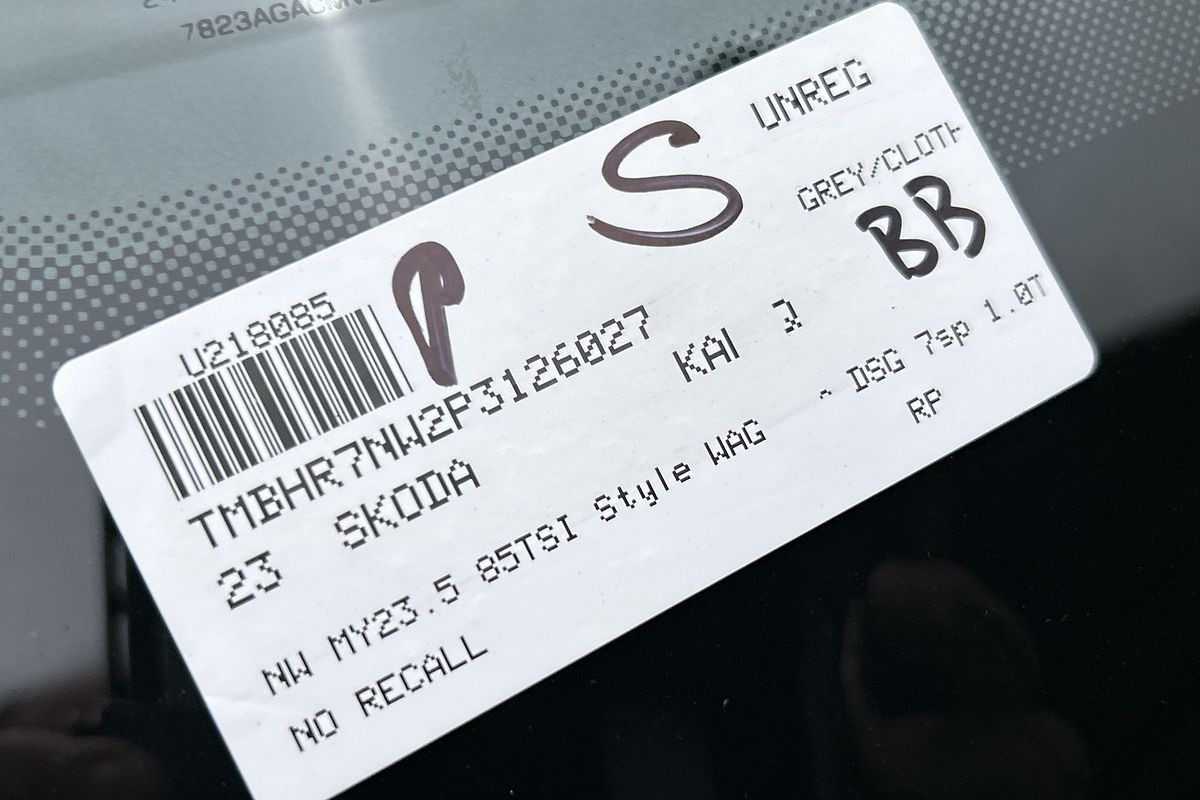 P S UNREG
GREY/CLOTH
BB
U218085
TMBHR7NW2P3126027
23 SKODA KAI 2
NW MY23.5 85TSI Style WAG - DSG 7sp 1.0T
NO RECALL RP